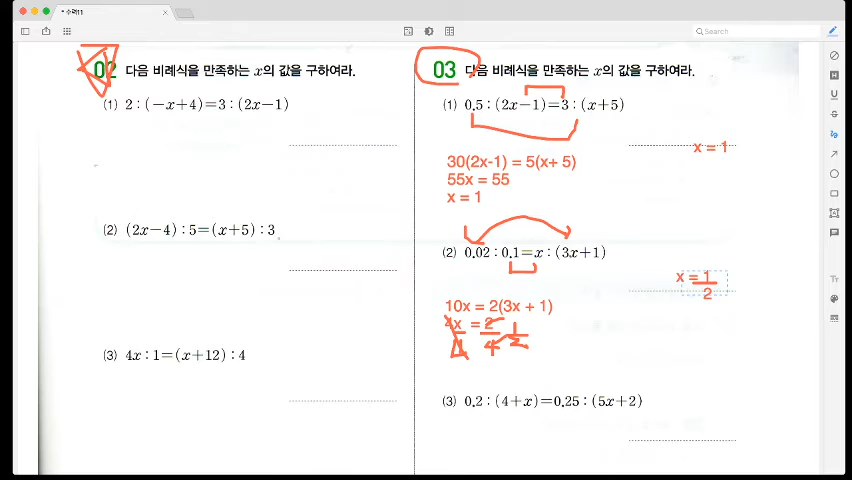 수력11
Search...
02 다음 비례식을 만족하는 x의 값을 구하여라.
(1) 2 : (−x+4)=3 : (2x−1)
(2) (2x−4) : 5=(x+5) : 3
(3) 4x : 1=(x+12) : 4
03 다음 비례식을 만족하는 x의 값을 구하여라.
(1) 0.5 : (2x−1)=3 : (x+5)
x = 1
30(2x-1) = 5(x+ 5)
55x = 55
x = 1
(2) 0.02 : 0.1=x : (3x+1)
x = 1
2
10x = 2(3x + 1)
4x = 2 1
4 4 2
(3) 0.2 : (4+x)=0.25 : (5x+2)